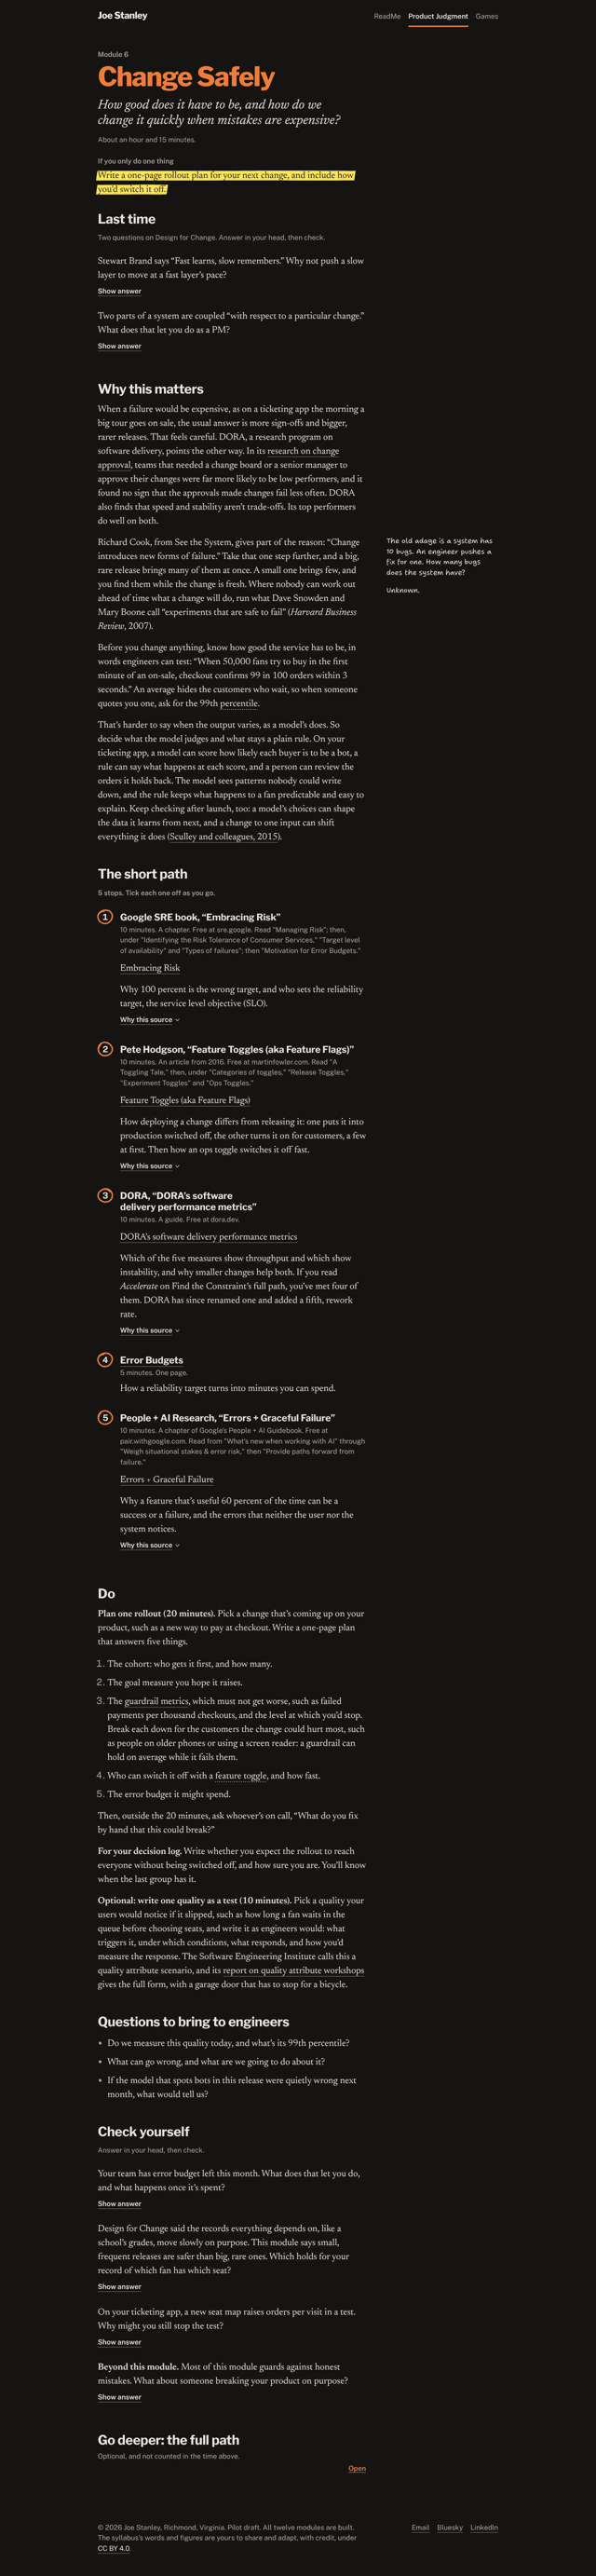 Joe Stanley
ReadMe Product Judgment Games
Module 6
Change Safely
How good does it have to be, and how do we
change it quickly when mistakes are expensive?
About an hour and 15 minutes.
If you only do one thing
Write a one-page rollout plan for your next change, and include how
you’d switch it off.
Last time
Two questions on Design for Change. Answer in your head, then check.
Stewart Brand says “Fast learns, slow remembers.” Why not push a slow
layer to move at a fast layer’s pace?
Show answer
Two parts of a system are coupled “with respect to a particular change.”
What does that let you do as a PM?
Show answer
Why this matters
When a failure would be expensive, as on a ticketing app the morning a
big tour goes on sale, the usual answer is more sign-offs and bigger,
rarer releases. That feels careful. DORA, a research program on
software delivery, points the other way. In its research on change
approval, teams that needed a change board or a senior manager to
approve their changes were far more likely to be low performers, and it
found no sign that the approvals made changes fail less often. DORA
also finds that speed and stability aren’t trade-offs. Its top performers
do well on both.
Richard Cook, from See the System, gives part of the reason: “Change
introduces new forms of failure.” Take that one step further, and a big,
rare release brings many of them at once. A small one brings few, and
you find them while the change is fresh. Where nobody can work out
ahead of time what a change will do, run what Dave Snowden and
Mary Boone call “experiments that are safe to fail” (Harvard Business
Review, 2007).
The old adage is a system has
10 bugs. An engineer pushes a
fix for one. How many bugs
does the system have?
Unknown.
Before you change anything, know how good the service has to be, in
words engineers can test: “When 50,000 fans try to buy in the first
minute of an on-sale, checkout confirms 99 in 100 orders within 3
seconds.” An average hides the customers who wait, so when someone
quotes you one, ask for the 99th percentile.
That’s harder to say when the output varies, as a model’s does. So
decide what the model judges and what stays a plain rule. On your
ticketing app, a model can score how likely each buyer is to be a bot, a
rule can say what happens at each score, and a person can review the
orders it holds back. The model sees patterns nobody could write
down, and the rule keeps what happens to a fan predictable and easy to
explain. Keep checking after launch, too: a model’s choices can shape
the data it learns from next, and a change to one input can shift
everything it does (Sculley and colleagues, 2015).
The short path
5 stops. Tick each one off as you go.
1
Google SRE book, “Embracing Risk”
10 minutes. A chapter. Free at sre.google. Read "Managing Risk"; then,
under "Identifying the Risk Tolerance of Consumer Services," "Target level
of availability" and "Types of failures"; then "Motivation for Error Budgets."
Embracing Risk
Why 100 percent is the wrong target, and who sets the reliability
target, the service level objective (SLO).
Why this source
2
Pete Hodgson, “Feature Toggles (aka Feature Flags)”
10 minutes. An article from 2016. Free at martinfowler.com. Read "A
Toggling Tale," then, under "Categories of toggles," "Release Toggles,"
"Experiment Toggles" and "Ops Toggles."
Feature Toggles (aka Feature Flags)
How deploying a change differs from releasing it: one puts it into
production switched off, the other turns it on for customers, a few
at first. Then how an ops toggle switches it off fast.
Why this source
3
DORA, “DORA’s software
delivery performance metrics”
10 minutes. A guide. Free at dora.dev.
DORA’s software delivery performance metrics
Which of the five measures show throughput and which show
instability, and why smaller changes help both. If you read
Accelerate on Find the Constraint’s full path, you’ve met four of
them. DORA has since renamed one and added a fifth, rework
rate.
Why this source
4
Error Budgets
5 minutes. One page.
How a reliability target turns into minutes you can spend.
5
People + AI Research, “Errors + Graceful Failure”
10 minutes. A chapter of Google's People + AI Guidebook. Free at
pair.withgoogle.com. Read from "What's new when working with AI" through
"Weigh situational stakes & error risk," then "Provide paths forward from
failure."
Errors + Graceful Failure
Why a feature that’s useful 60 percent of the time can be a
success or a failure, and the errors that neither the user nor the
system notices.
Why this source
Do
Plan one rollout (20 minutes). Pick a change that’s coming up on your
product, such as a new way to pay at checkout. Write a one-page plan
that answers five things.
1. The cohort: who gets it first, and how many.
2. The goal measure you hope it raises.
3. The guardrail metrics, which must not get worse, such as failed
payments per thousand checkouts, and the level at which you’d stop.
Break each down for the customers the change could hurt most, such
as people on older phones or using a screen reader: a guardrail can
hold on average while it fails them.
4. Who can switch it off with a feature toggle, and how fast.
5. The error budget it might spend.
Then, outside the 20 minutes, ask whoever’s on call, “What do you fix
by hand that this could break?”
For your decision log. Write whether you expect the rollout to reach
everyone without being switched off, and how sure you are. You’ll know
when the last group has it.
Optional: write one quality as a test (10 minutes). Pick a quality your
users would notice if it slipped, such as how long a fan waits in the
queue before choosing seats, and write it as engineers would: what
triggers it, under which conditions, what responds, and how you’d
measure the response. The Software Engineering Institute calls this a
quality attribute scenario, and its report on quality attribute workshops
gives the full form, with a garage door that has to stop for a bicycle.
Questions to bring to engineers
• Do we measure this quality today, and what’s its 99th percentile?
• What can go wrong, and what are we going to do about it?
• If the model that spots bots in this release were quietly wrong next
month, what would tell us?
Check yourself
Answer in your head, then check.
Your team has error budget left this month. What does that let you do,
and what happens once it’s spent?
Show answer
Design for Change said the records everything depends on, like a
school’s grades, move slowly on purpose. This module says small,
frequent releases are safer than big, rare ones. Which holds for your
record of which fan has which seat?
Show answer
On your ticketing app, a new seat map raises orders per visit in a test.
Why might you still stop the test?
Show answer
Beyond this module. Most of this module guards against honest
mistakes. What about someone breaking your product on purpose?
Show answer
Go deeper: the full path
Optional, and not counted in the time above.
Open
© 2026 Joe Stanley, Richmond, Virginia. Pilot draft. All twelve modules are built.
The syllabus’s words and figures are yours to share and adapt, with credit, under
CC BY 4.0.
Email Bluesky LinkedIn